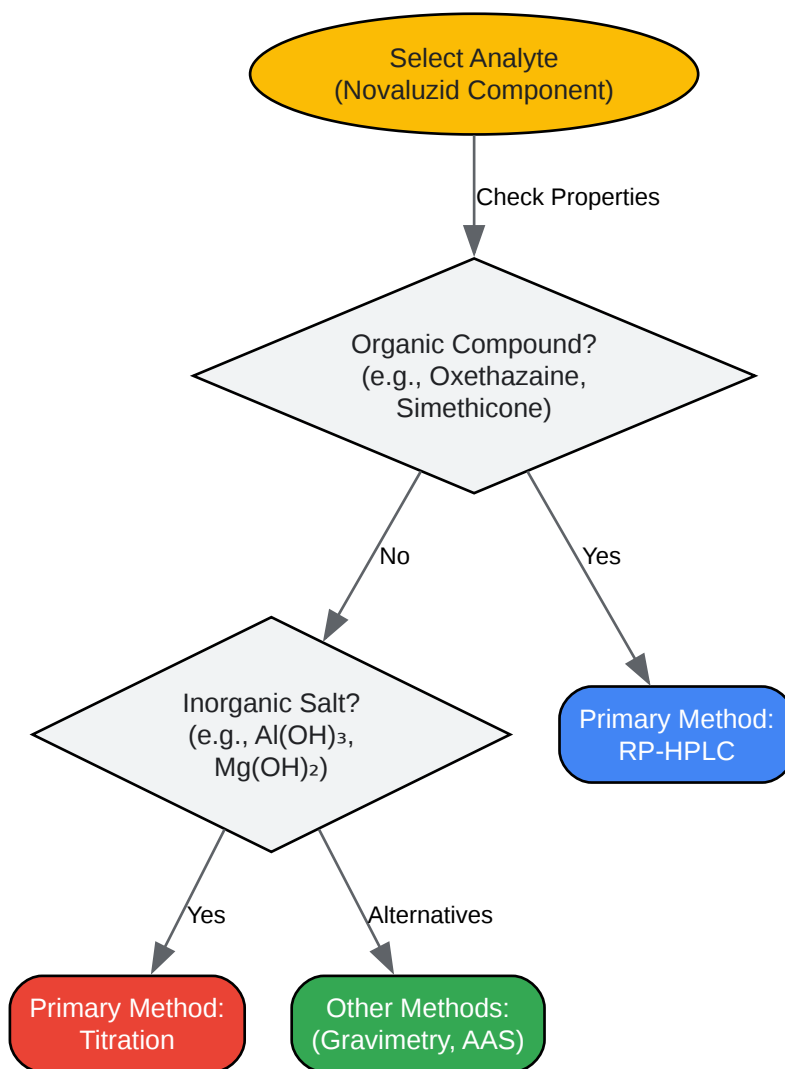 Select Analyte
(Novaluzid Component)
Check Properties
Organic Compound?
(e.g., Oxethazaine,
Simethicone)
No
Yes
Inorganic Salt?
(e.g., Al(OH)₃,
Mg(OH)₂)
Primary Method:
RP-HPLC
Yes
Alternatives
Primary Method:
Titration
Other Methods:
(Gravimetry, AAS)